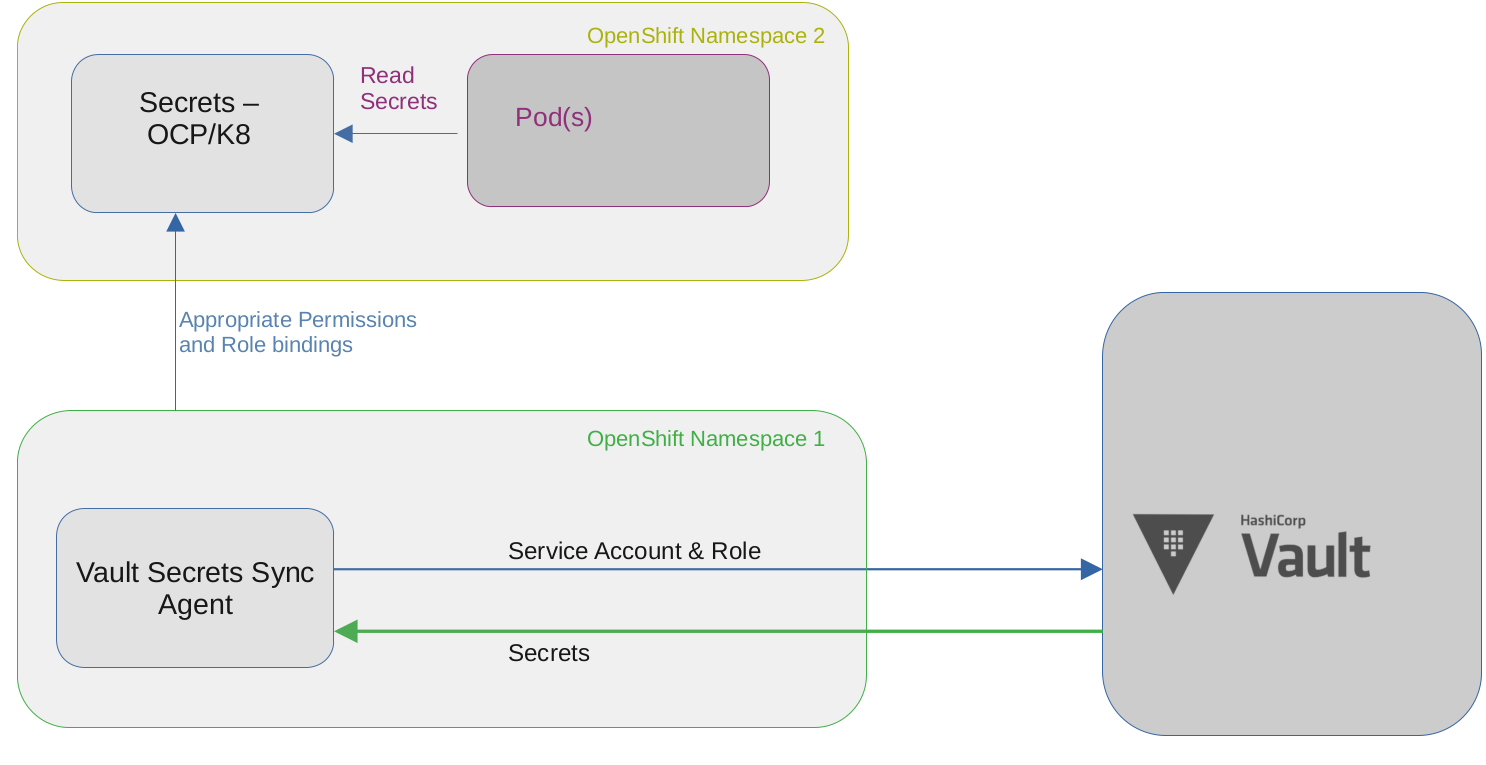 OpenShift Namespace 2
Secrets –
OCP/K8
Read
Secrets
Pod(s)
Appropriate Permissions
and Role bindings
OpenShift Namespace 1
Vault Secrets Sync
Agent
Service Account & Role
Secrets
HashiCorp
Vault